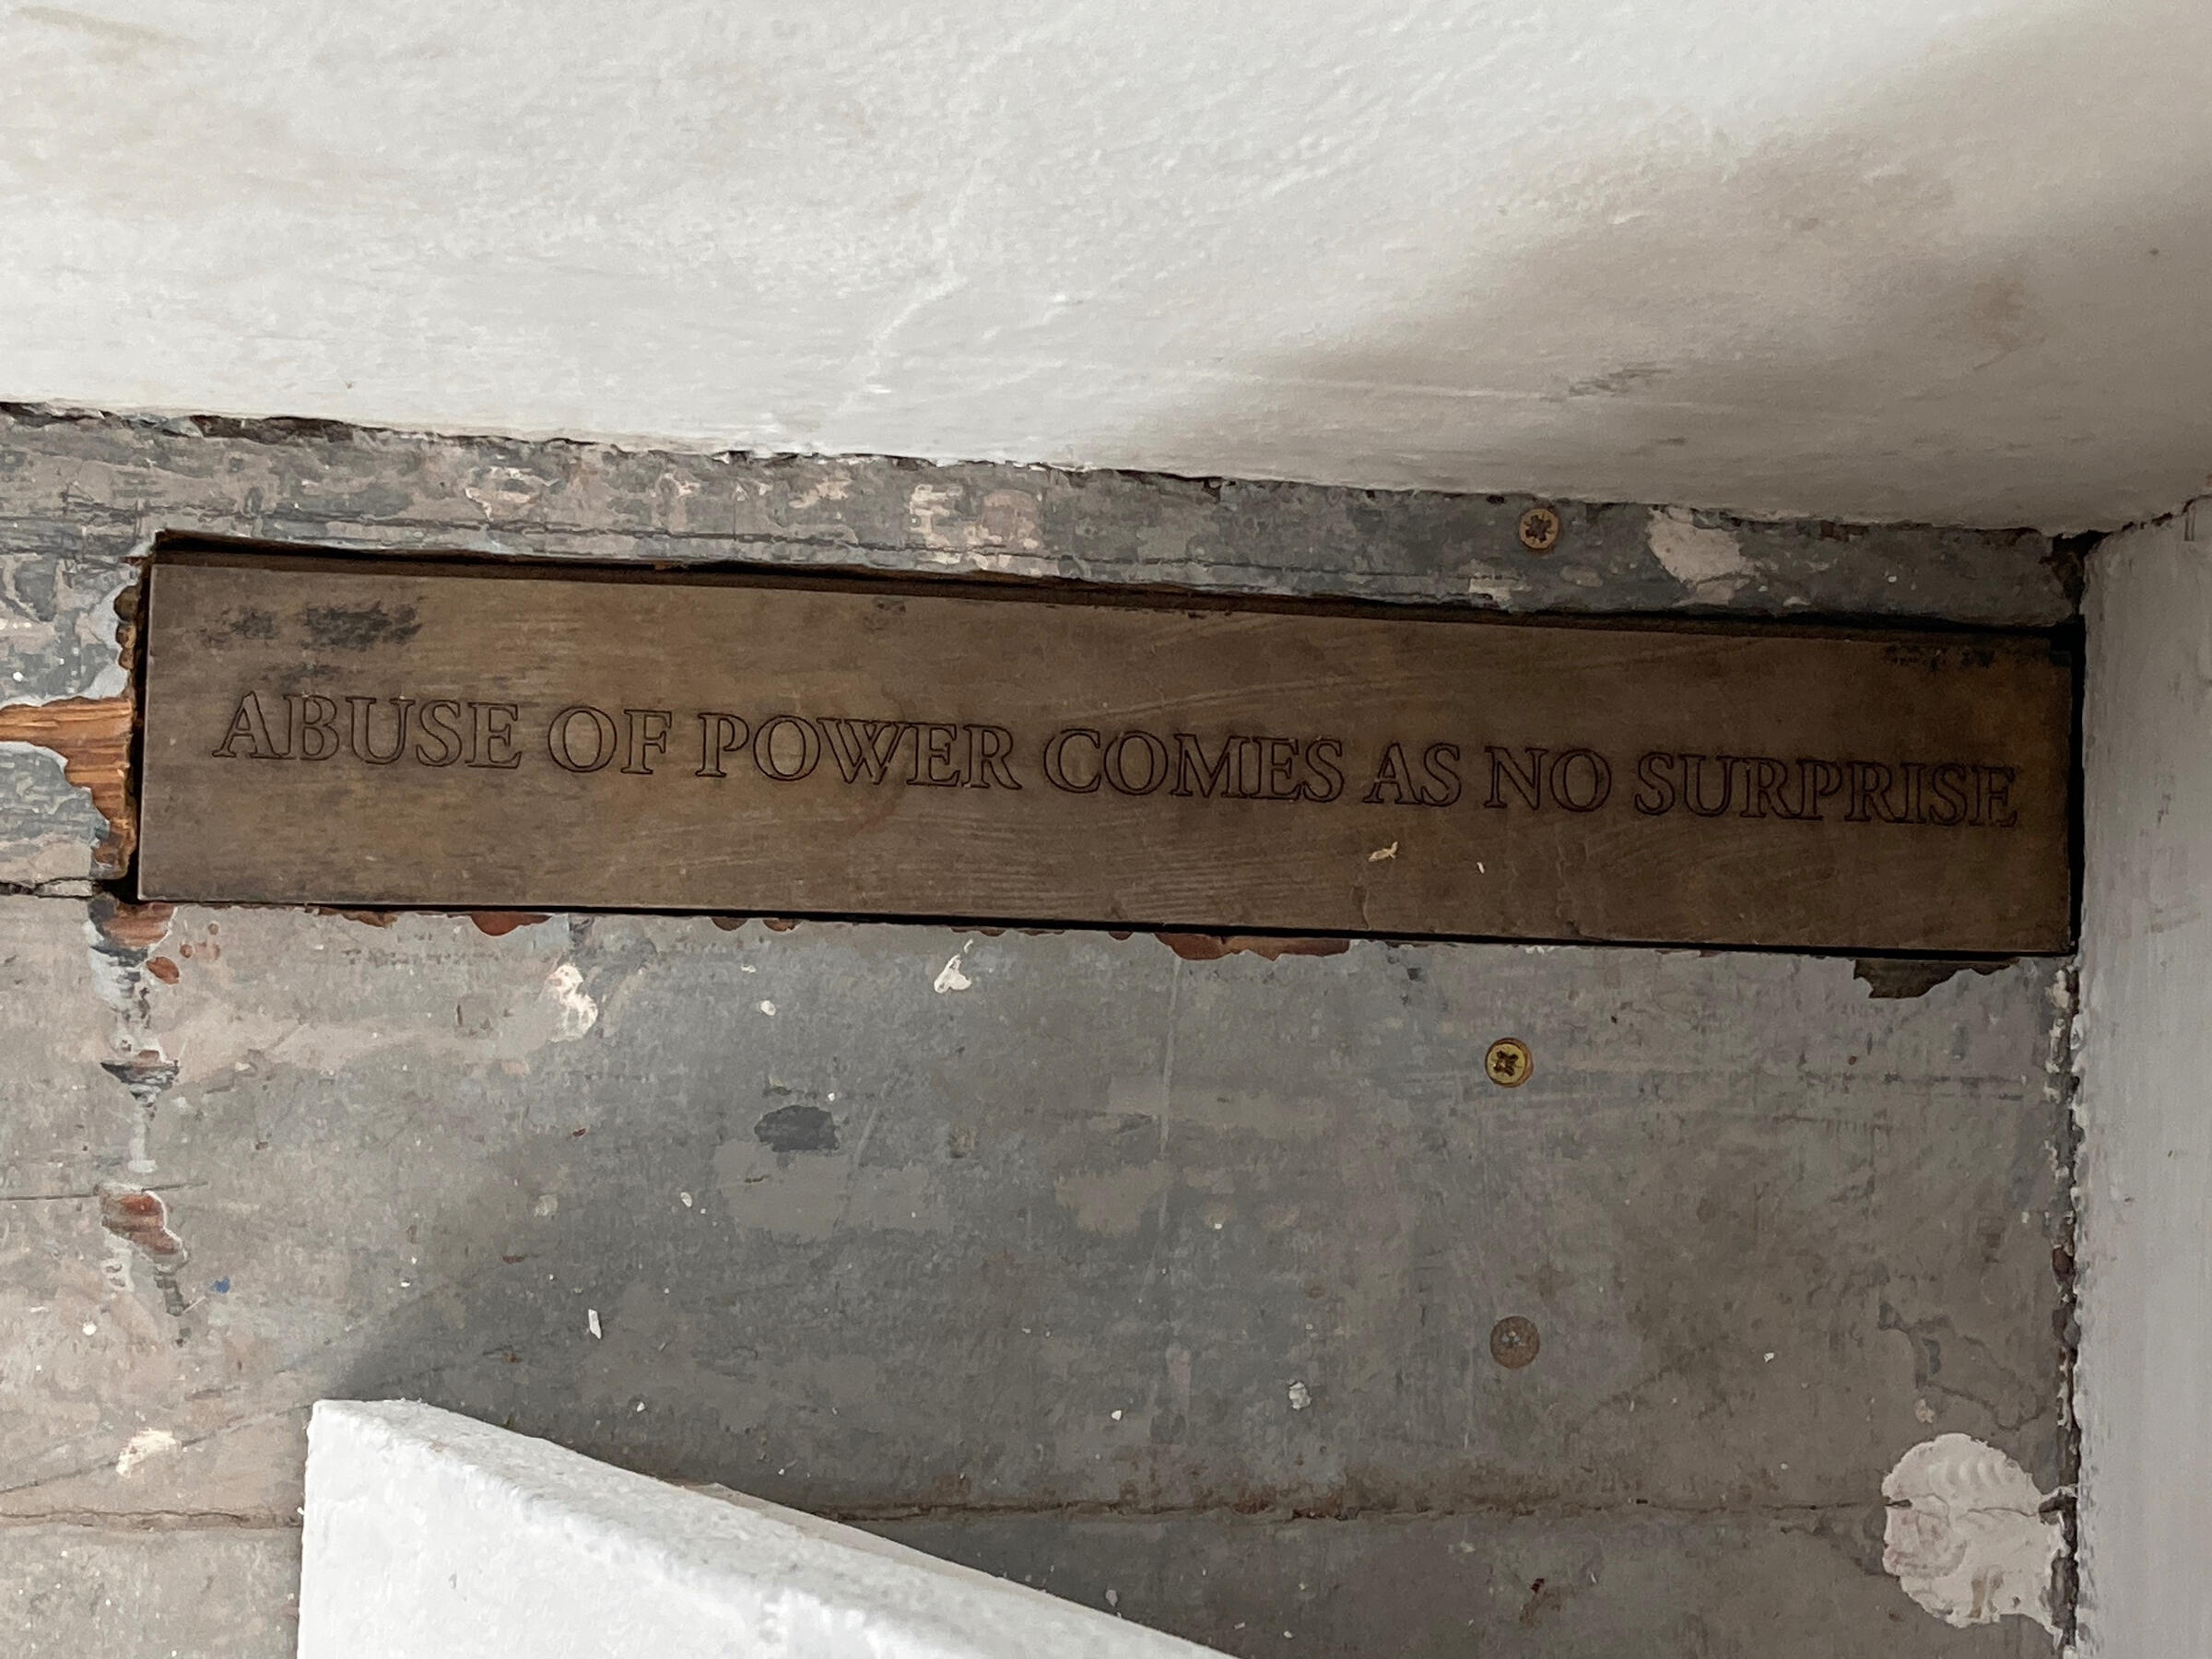 ABUSE OF POWER COMES AS NO SURPRISE